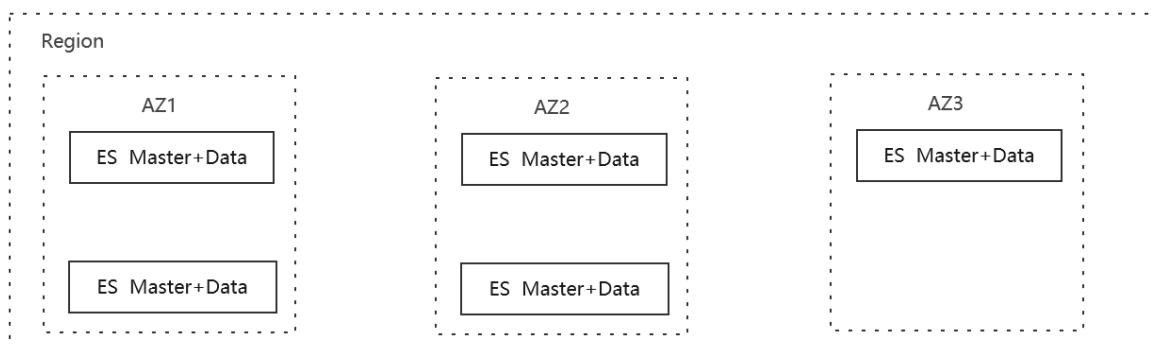 Region
AZ1
ES Master+Data
ES Master+Data
AZ2
ES Master+Data
ES Master+Data
AZ3
ES Master+Data